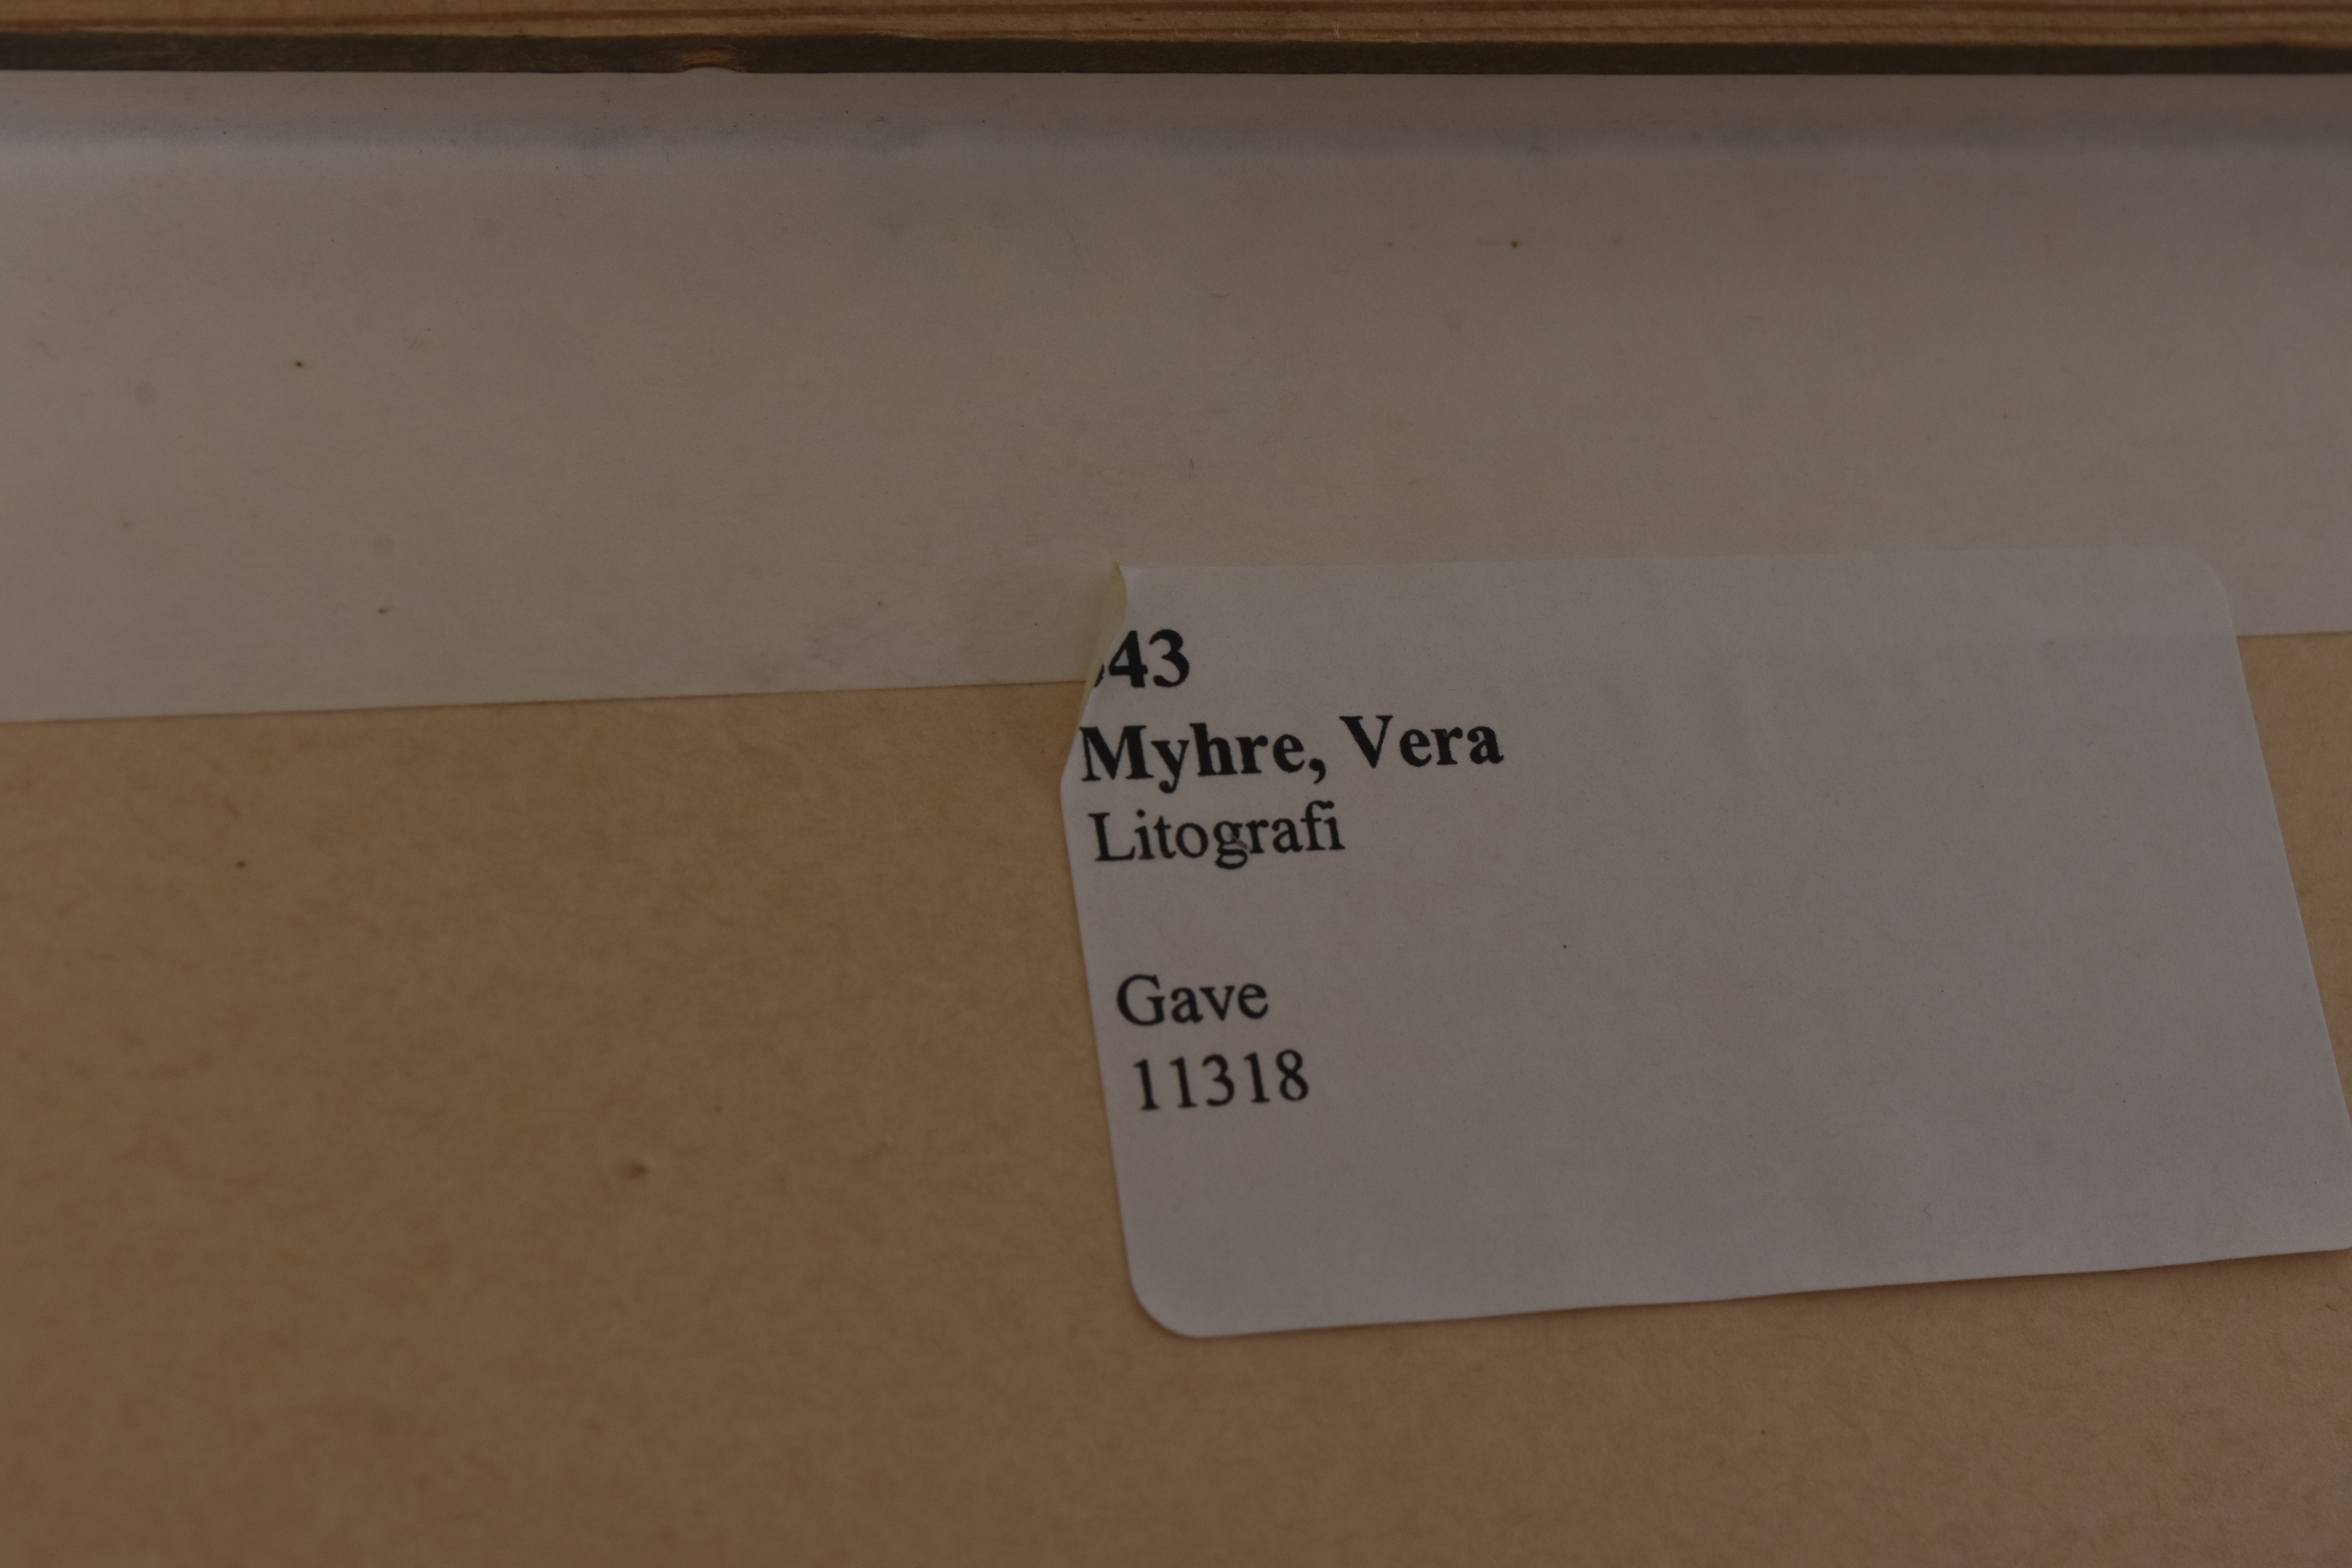 43
Myhre, Vera
Litografi
Gave
11318